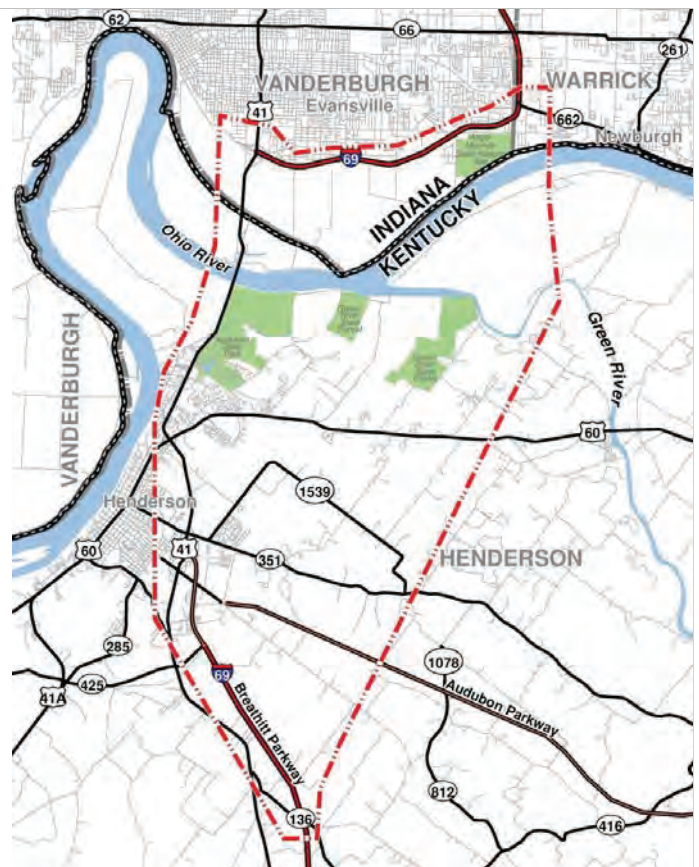 62
66
261
VANDERBURGH
Evansville
WARRICK
41
662
Newburgh
69
INDIANA
KENTUCKY
Ohio River
VANDERBURGH
Green River
60
1539
Henderson
60
41
351
HENDERSON
285
1078
69
425
41A
Breathitt Parkway
Audubon Parkway
812
136
416